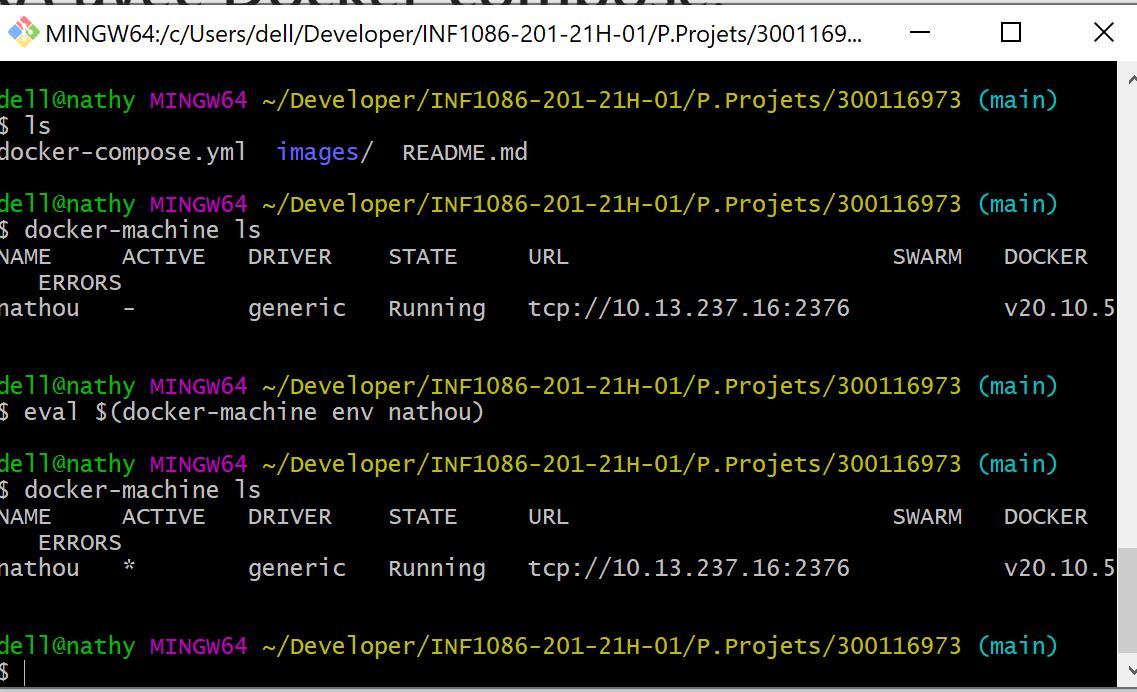 avec Docker compose.
MINGW64:/c/Users/dell/Developer/INF1086-201-21H-01/P.Projets/3001169...
dell@nathy MINGW64 ~/Developer/INF1086-201-21H-01/P.Projets/300116973 (main)
$ ls
docker-compose.yml  images/  README.md
dell@nathy MINGW64 ~/Developer/INF1086-201-21H-01/P.Projets/300116973 (main)
$ docker-machine ls
NAME     ACTIVE   DRIVER    STATE     URL                       SWARM   DOCKER
   ERRORS
nathou   -        generic   Running   tcp://10.13.237.16:2376           v20.10.5
dell@nathy MINGW64 ~/Developer/INF1086-201-21H-01/P.Projets/300116973 (main)
$ eval $(docker-machine env nathou)
dell@nathy MINGW64 ~/Developer/INF1086-201-21H-01/P.Projets/300116973 (main)
$ docker-machine ls
NAME     ACTIVE   DRIVER    STATE     URL                       SWARM   DOCKER
   ERRORS
nathou   *        generic   Running   tcp://10.13.237.16:2376           v20.10.5
dell@nathy MINGW64 ~/Developer/INF1086-201-21H-01/P.Projets/300116973 (main)
$